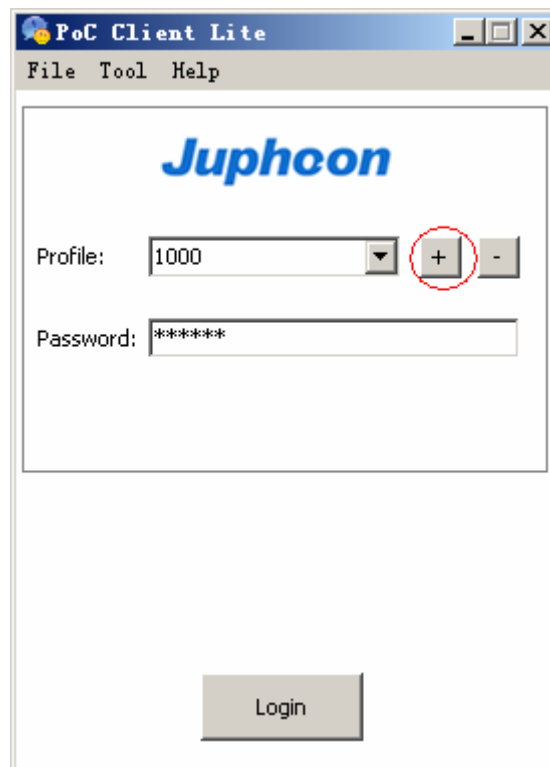 PoC Client Lite
File Tool Help
Juphoon
Profile: 1000 + -
Password: ******
Login